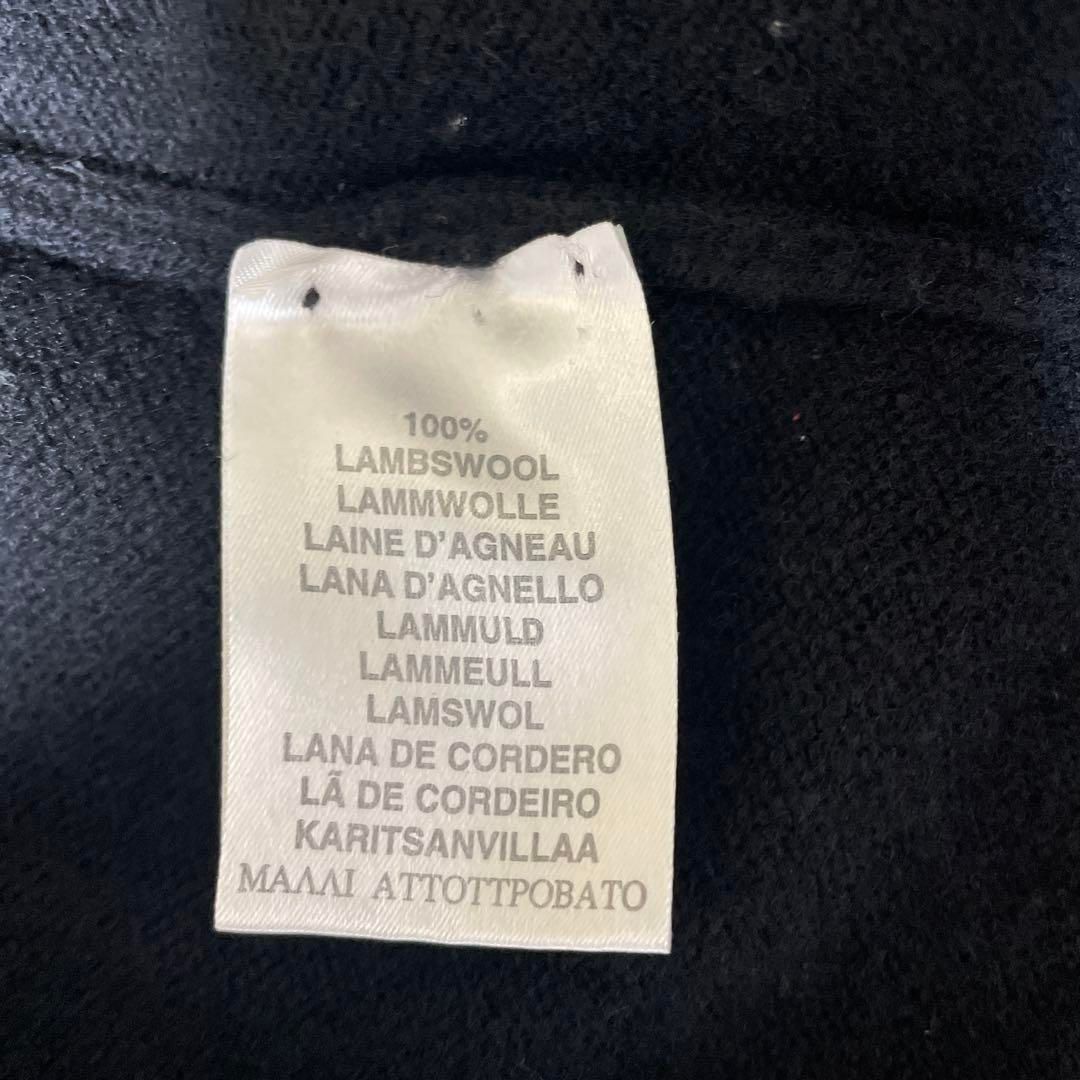 100%
LAMBSWOOL
LAMMWOLLE
LAINE D'AGNEAU
LANA D'AGNELLO
LAMMULD
LAMMEULL
LAMSWOL
LANA DE CORDERO
LÃ DE CORDEIRO
KARITSANVILLAA
ΜΑΛΛΙ ΑΤΤΟΤΤΡΟΒΑΤΟ